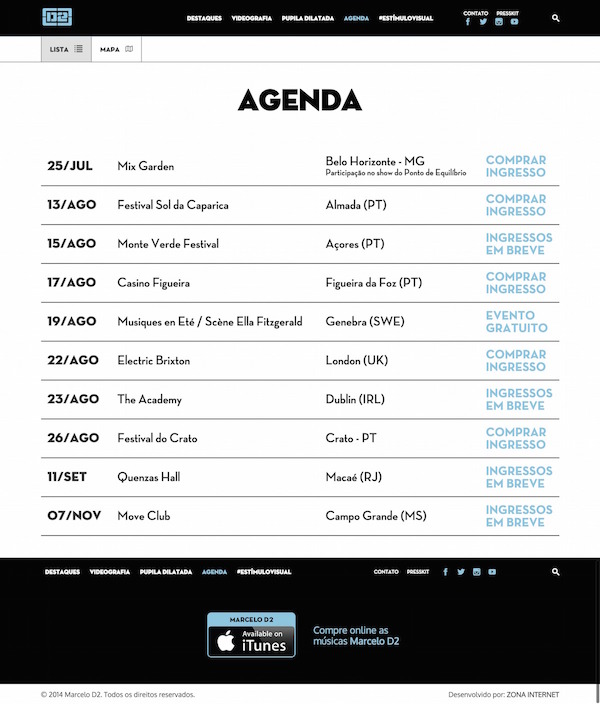 D2
DESTAQUES VIDEOGRAFIA PUPILA DILATADA AGENDA #ESTÍMULOVISUAL CONTATO PRESSKIT
LISTA MAPA
AGENDA
25/JUL Mix Garden Belo Horizonte - MG COMPRAR
Participação no show do Ponto de Equilíbrio INGRESSO
13/AGO Festival Sol da Caparica Almada (PT) COMPRAR
INGRESSO
15/AGO Monte Verde Festival Açores (PT) INGRESSOS
EM BREVE
17/AGO Casino Figueira Figueira da Foz (PT) COMPRAR
INGRESSO
19/AGO Musiques en Eté / Scène Ella Fitzgerald Genebra (SWE) EVENTO
GRATUITO
22/AGO Electric Brixton London (UK) COMPRAR
INGRESSO
23/AGO The Academy Dublin (IRL) INGRESSOS
EM BREVE
26/AGO Festival do Crato Crato - PT COMPRAR
INGRESSO
11/SET Quenzas Hall Macaé (RJ) INGRESSOS
EM BREVE
07/NOV Move Club Campo Grande (MS) INGRESSOS
EM BREVE
DESTAQUES VIDEOGRAFIA PUPILA DILATADA AGENDA #ESTÍMULOVISUAL CONTATO PRESSKIT
MARCELO D2
Available on
iTunes
Compre online as
músicas Marcelo D2
© 2014 Marcelo D2. Todos os direitos reservados. Desenvolvido por: ZONA INTERNET